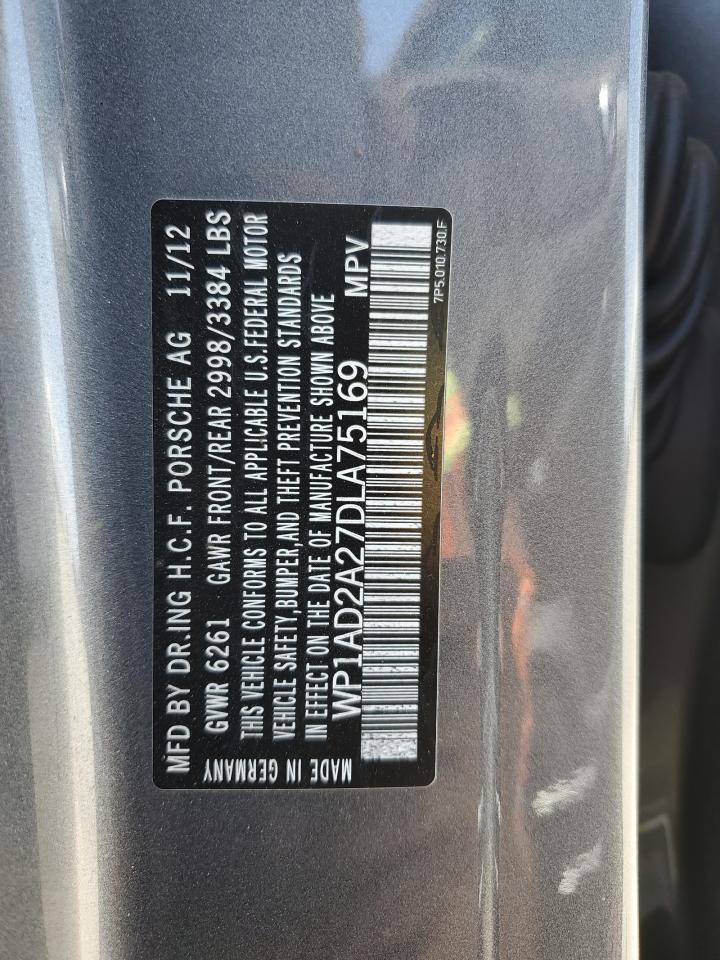 MFD BY DR.ING H.C.F. PORSCHE AG 11/12
GVWR 6261 GAWR FRONT/REAR 2998/3384 LBS
THIS VEHICLE CONFORMS TO ALL APPLICABLE U.S. FEDERAL MOTOR
VEHICLE SAFETY,BUMPER,AND THEFT PREVENTION STANDARDS
IN EFFECT ON THE DATE OF MANUFACTURE SHOWN ABOVE
WP1AD2A27DLA75169 MPV
7P5.010.730.F
MADE IN GERMANY